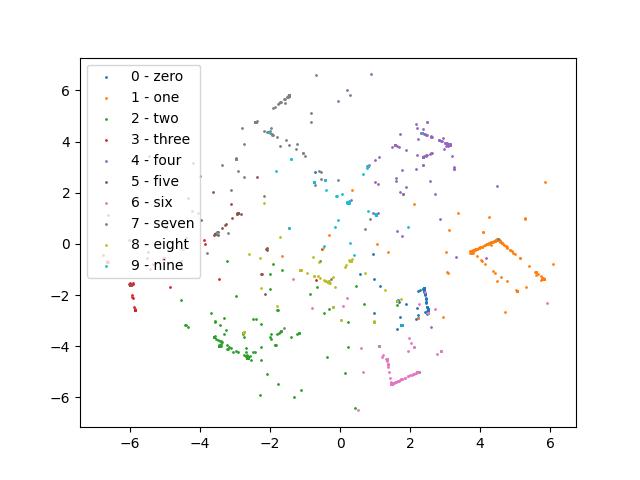 0 - zero
1 - one
2 - two
3 - three
4 - four
5 - five
6 - six
7 - seven
8 - eight
9 - nine
6
4
2
0
−2
−4
−6
−6 −4 −2 0 2 4 6